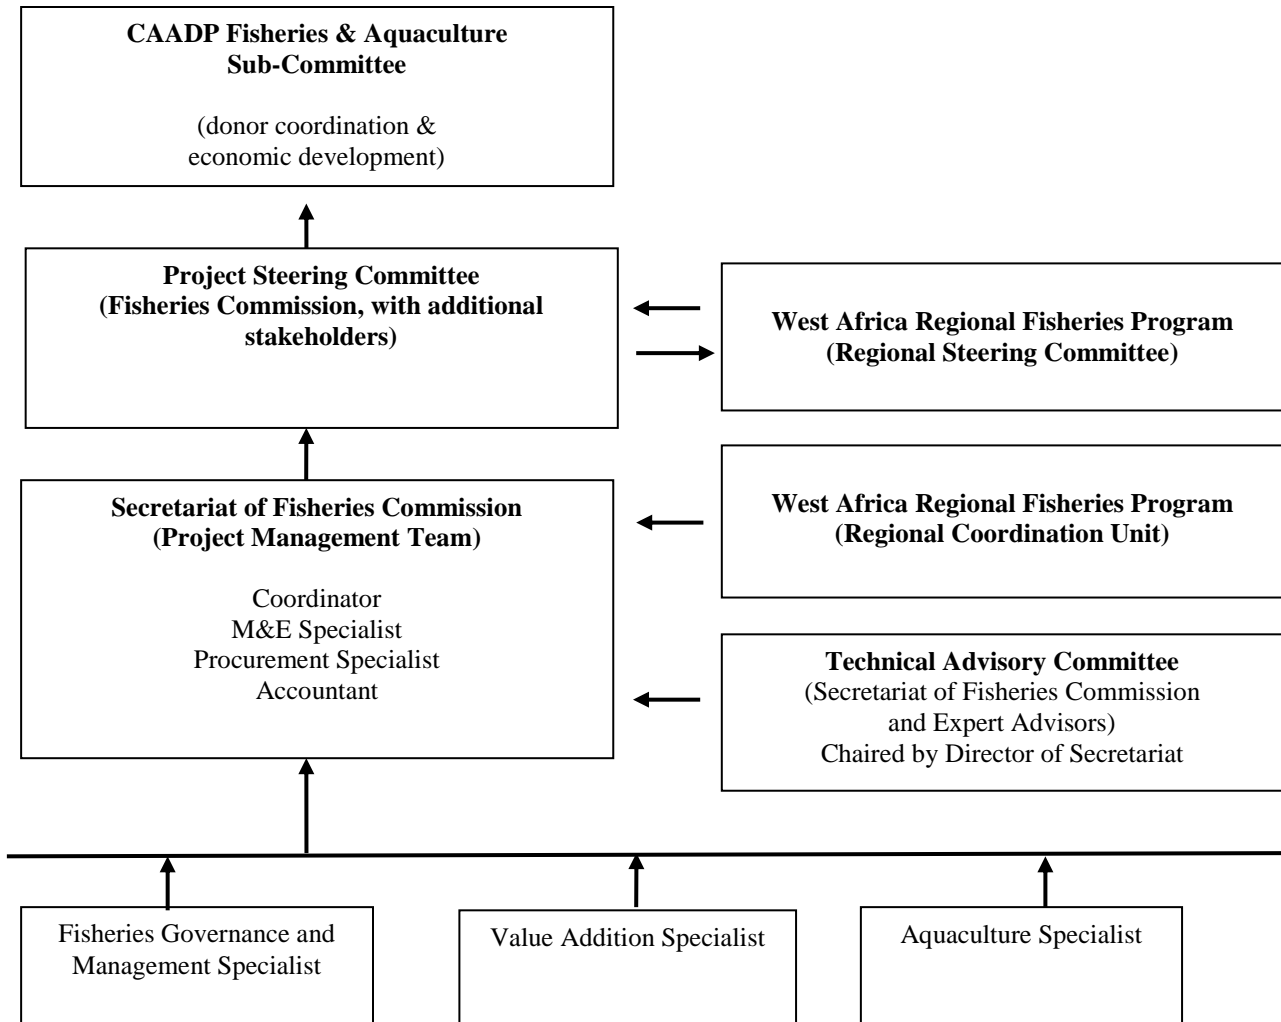 CAADP Fisheries & Aquaculture
Sub-Committee
(donor coordination &
economic development)
Project Steering Committee
(Fisheries Commission, with additional
stakeholders)
West Africa Regional Fisheries Program
(Regional Steering Committee)
Secretariat of Fisheries Commission
(Project Management Team)
Coordinator
M&E Specialist
Procurement Specialist
Accountant
West Africa Regional Fisheries Program
(Regional Coordination Unit)
Technical Advisory Committee
(Secretariat of Fisheries Commission
and Expert Advisors)
Chaired by Director of Secretariat
Fisheries Governance and
Management Specialist
Value Addition Specialist
Aquaculture Specialist